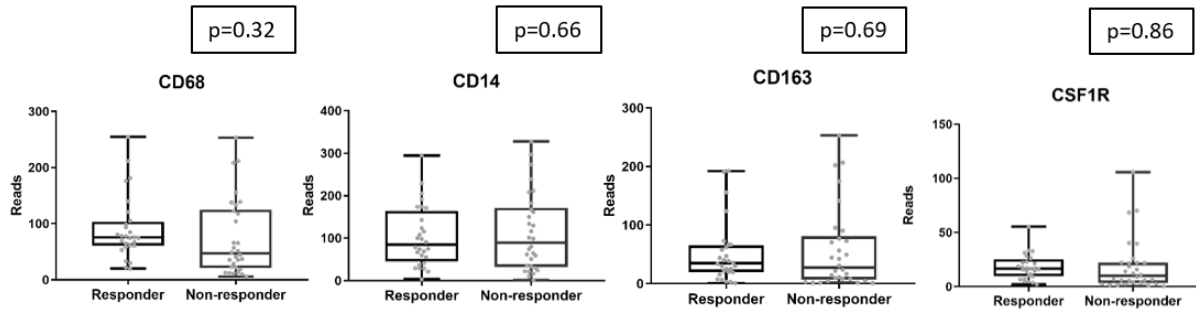 p=0.32
p=0.66
p=0.69
p=0.86
CD68
Reads
300
200
100
0
Responder Non-responder
CD14
Reads
400
300
200
100
0
Responder Non-responder
CD163
Reads
300
200
100
0
Responder Non-responder
CSF1R
Reads
150
100
50
0
Responder Non-responder